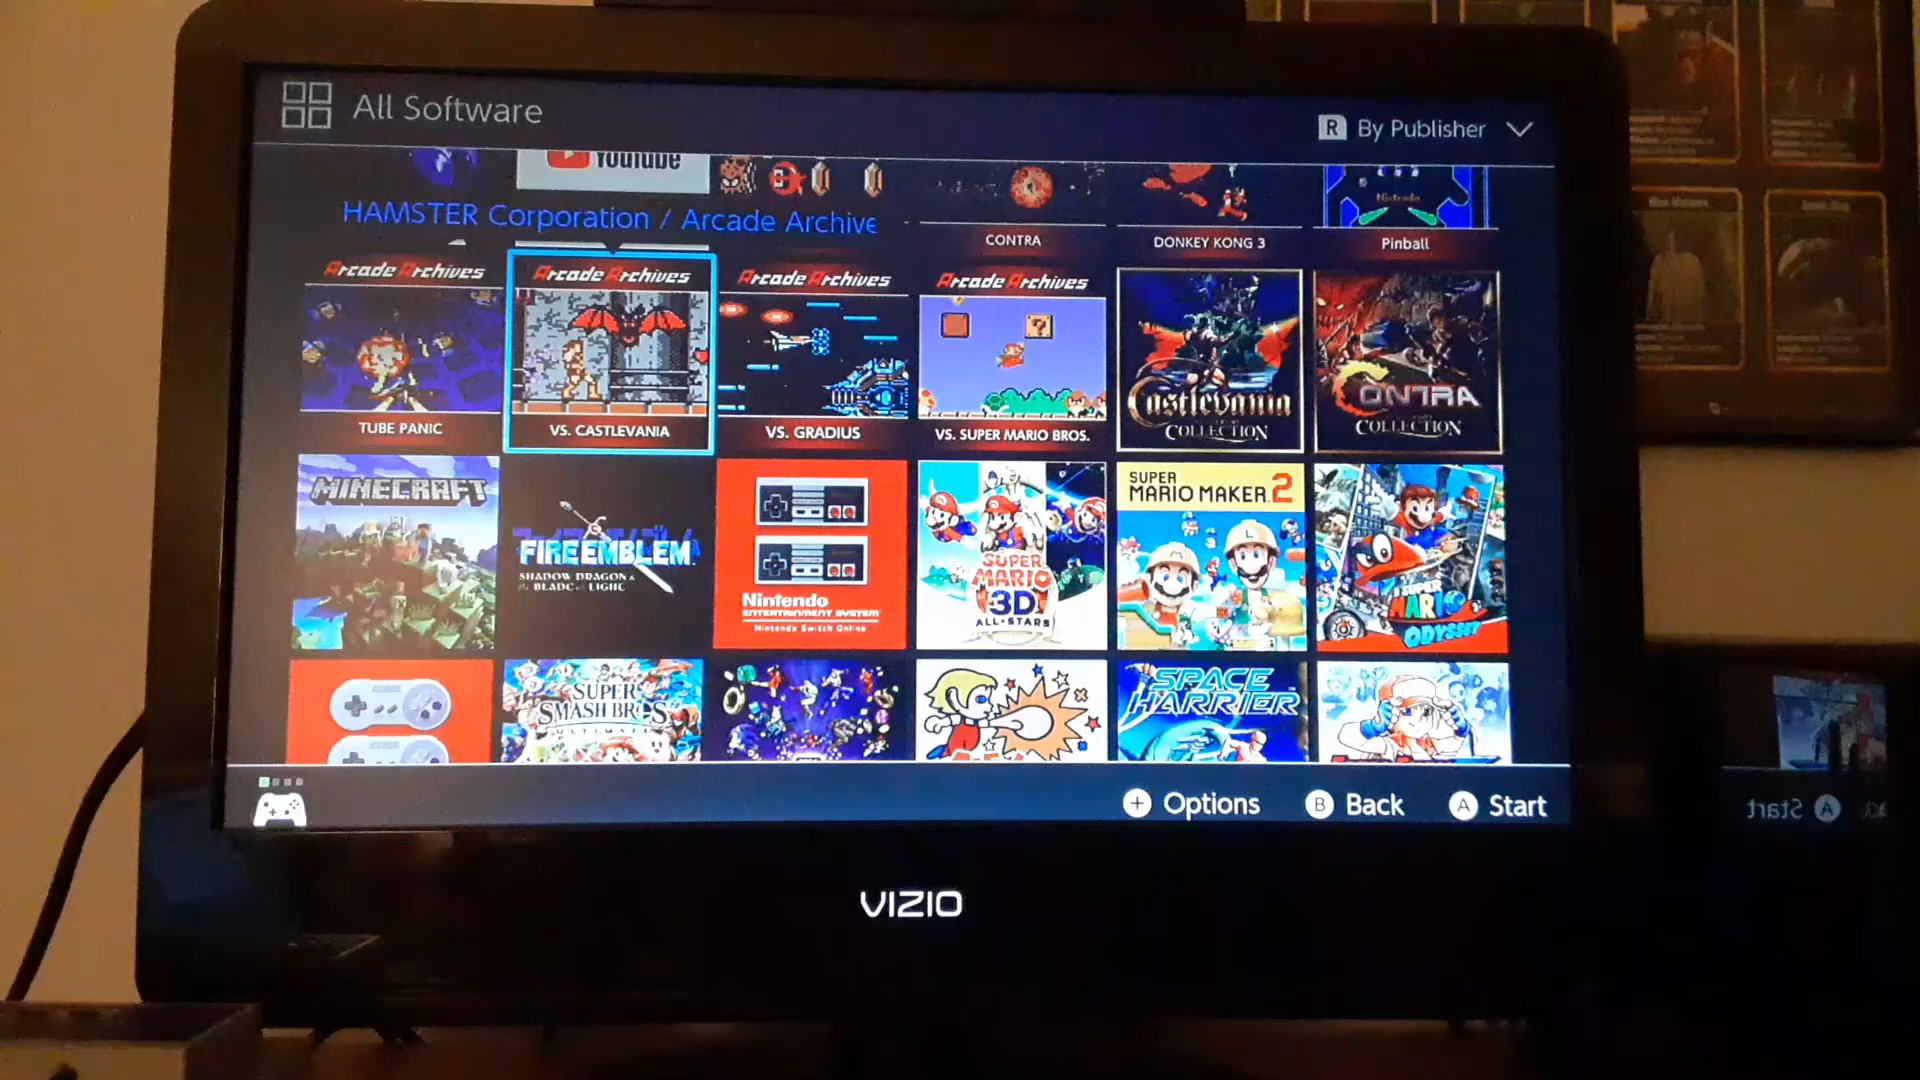 All Software
R By Publisher
YouTube
Nintendo
HAMSTER Corporation / Arcade Archive
CONTRA
DONKEY KONG 3
Pinball
Arcade Archives
Arcade Archives
Arcade Archives
Arcade Archives
?
Castlevania
COLLECTION
CONTRA
COLLECTION
TUBE PANIC
VS. CASTLEVANIA
VS. GRADIUS
VS. SUPER MARIO BROS.
MINECRAFT
FIRE EMBLEM
SHADOW DRAGON &
BLADE OF LIGHT
Nintendo
ENTERTAINMENT SYSTEM
Nintendo Switch Online
SUPER
MARIO
3D
ALL-STARS
SUPER
MARIO MAKER 2
M
L
SUPER
MARIO
ODYSSEY
SUPER
SMASH BROS.
ULTIMATE
SPACE
HARRIER
+ Options
B Back
A Start
VIZIO
A Start